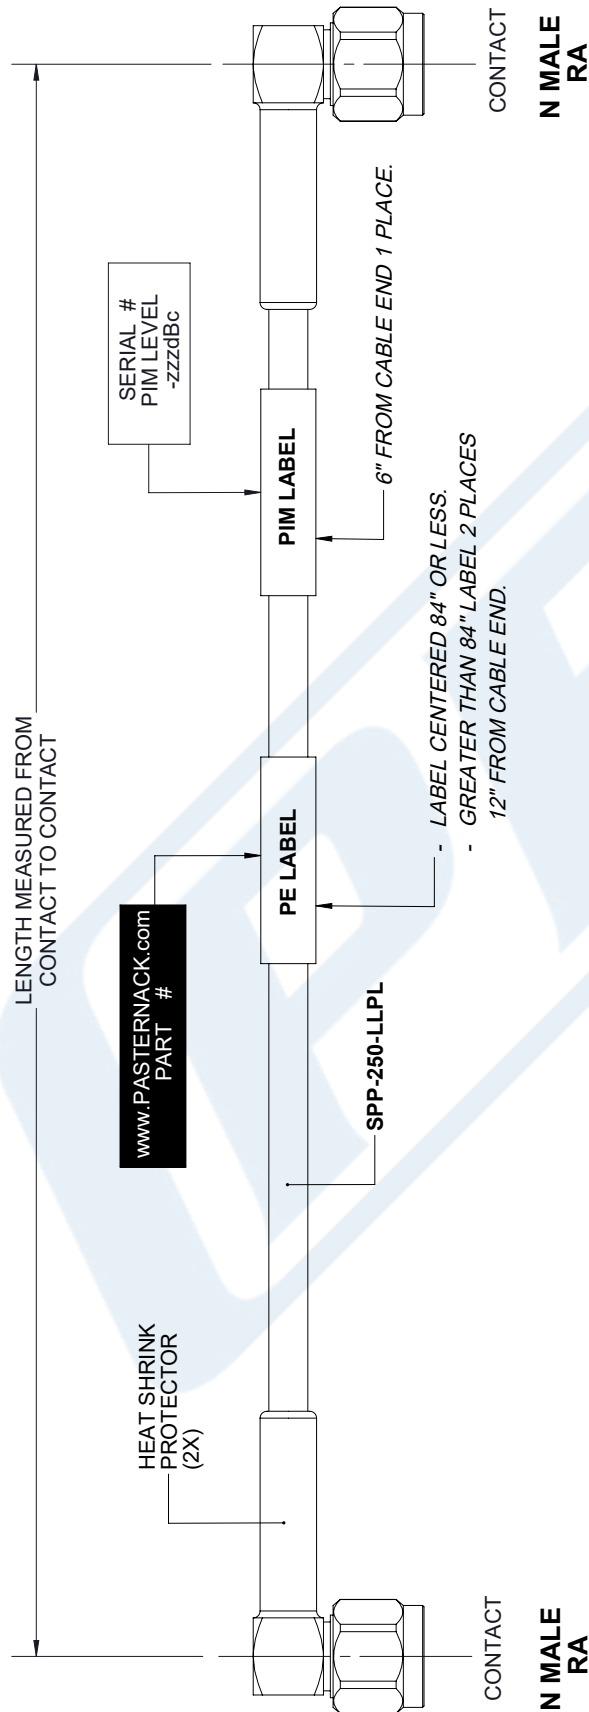 LENGTH MEASURED FROM
CONTACT TO CONTACT
HEAT SHRINK
PROTECTOR
(2X)
www.PASTERNACK.com
PART #
SERIAL #
PIM LEVEL
-zzzdBc
PE LABEL
PIM LABEL
SPP-250-LLPL
- LABEL CENTERED 84" OR LESS.
- GREATER THAN 84" LABEL 2 PLACES
12" FROM CABLE END.
6" FROM CABLE END 1 PLACE.
CONTACT
N MALE
RA
CONTACT
N MALE
RA